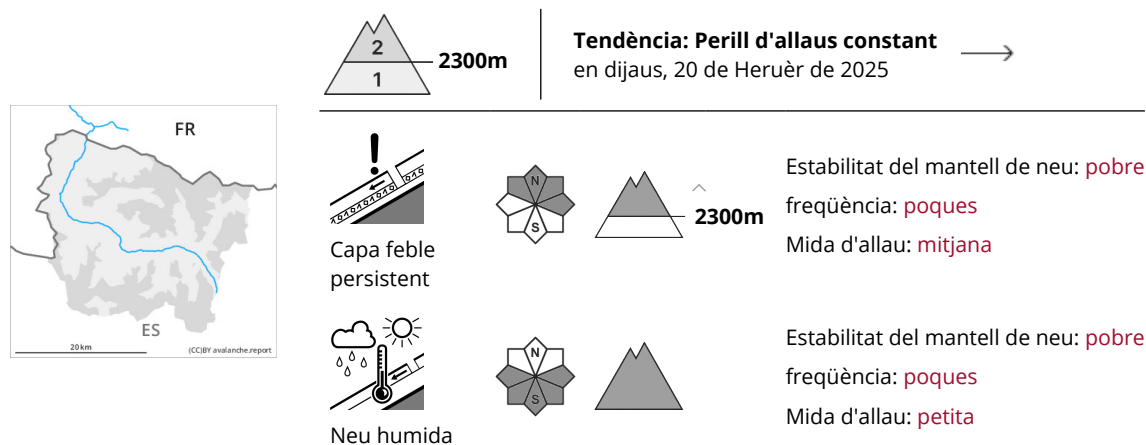 2
2300m
1
Tendència: Perill d'allaus constant
en dijaus, 20 de Heruèr de 2025
FR
ES
20 km
(CC)BY avalanche.report
N
S
2300m
Capa feble
persistent
Estabilitat del mantell de neu: pobre
freqüència: poques
Mida d'allau: mitjana
N
S
Neu humida
Estabilitat del mantell de neu: pobre
freqüència: poques
Mida d'allau: petita